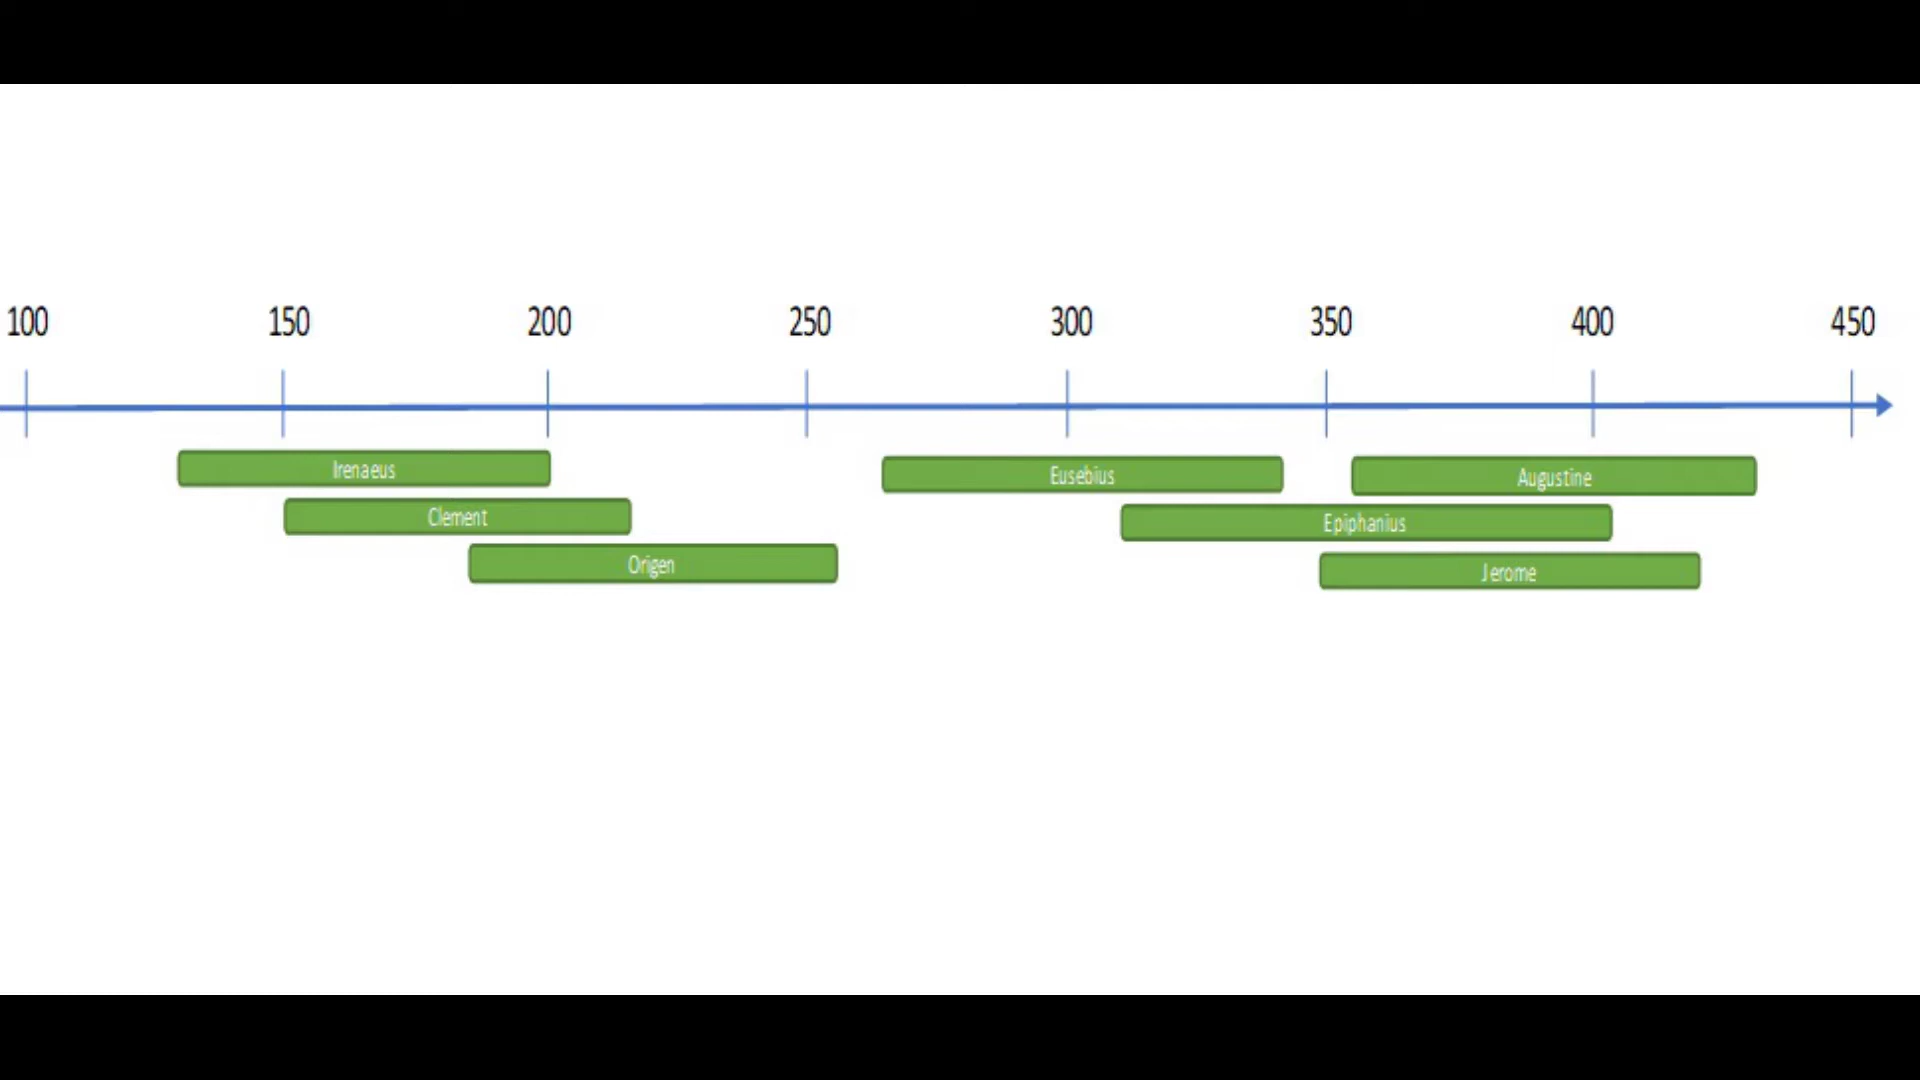 100 150 200 250 300 350 400 450
Irenaeus Eusebius Augustine
Clement Epiphanius
Origen Jerome